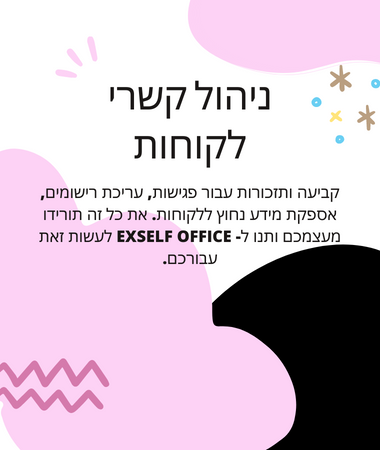 ניהול קשרי
לקוחות
קביעה ותזכורות עבור פגישות, עריכת רישומים,
אספקת מידע נחוץ ללקוחות. את כל זה תורידו
מעצמכם ותנו ל- EXSELF OFFICE לעשות זאת
עבורכם.